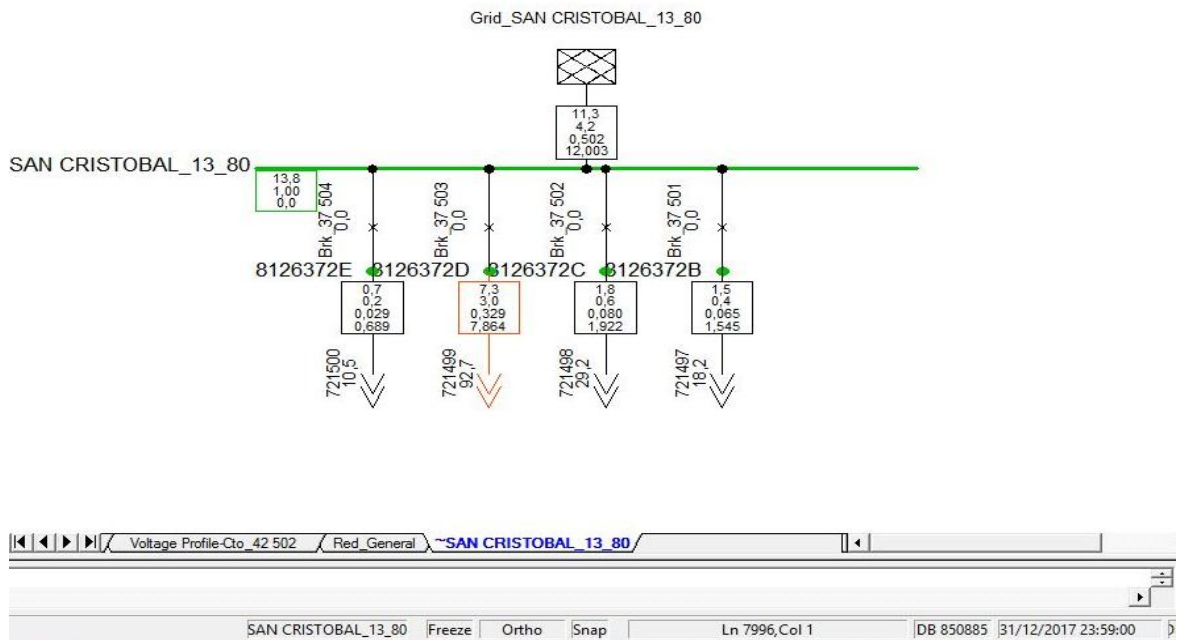 Grid_SAN CRISTOBAL_13_80
11,3
4,2
0,502
12,003
SAN CRISTOBAL_13_80
13,8
1,00
0,0
Brk_37 504
0,0
Brk_37 503
0,0
Brk_37 502
0,0
Brk_37 501
0,0
8126372E
8126372D
8126372C
8126372B
0,7
0,2
0,029
0,689
7,3
3,0
0,329
7,864
1,8
0,6
0,080
1,922
1,5
0,4
0,065
1,545
721500
10,5
721499
92,7
721498
29,2
721497
18,2
Voltage Profile-Cto_42 502
Red_General
~SAN CRISTOBAL_13_80
SAN CRISTOBAL_13_80 Freeze Ortho Snap Ln 7996,Col 1 DB 850885 31/12/2017 23:59:00